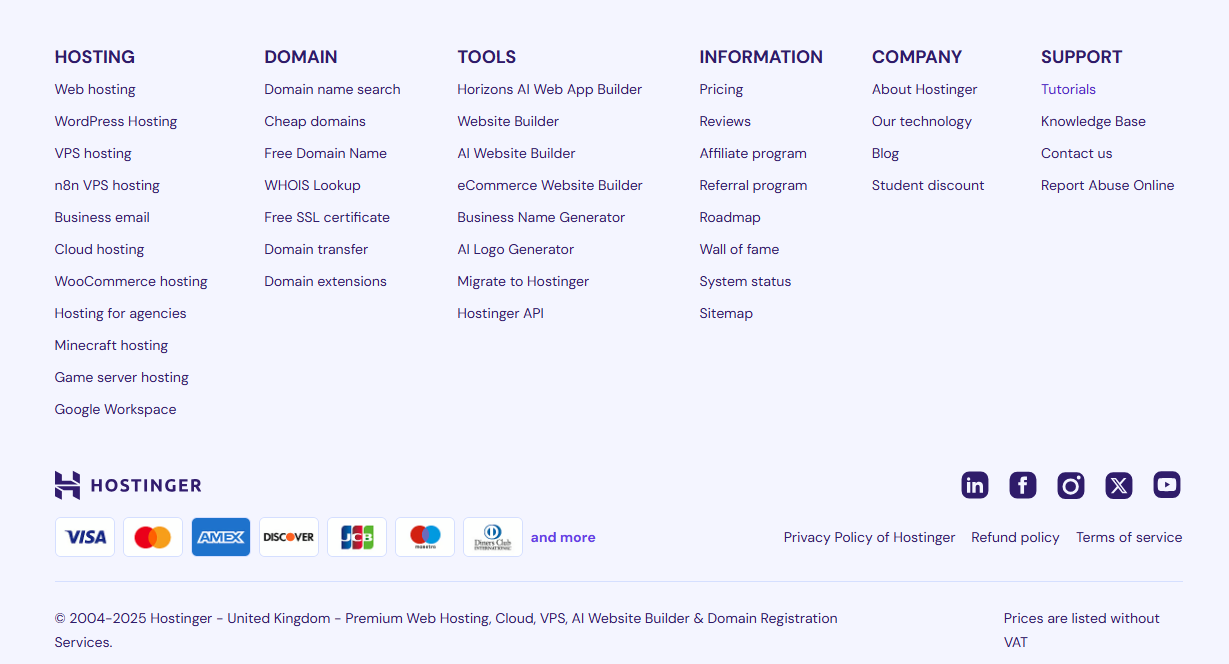 HOSTING
Web hosting
WordPress Hosting
VPS hosting
n8n VPS hosting
Business email
Cloud hosting
WooCommerce hosting
Hosting for agencies
Minecraft hosting
Game server hosting
Google Workspace
DOMAIN
Domain name search
Cheap domains
Free Domain Name
WHOIS Lookup
Free SSL certificate
Domain transfer
Domain extensions
TOOLS
Horizons AI Web App Builder
Website Builder
AI Website Builder
eCommerce Website Builder
Business Name Generator
AI Logo Generator
Migrate to Hostinger
Hostinger API
INFORMATION
Pricing
Reviews
Affiliate program
Referral program
Roadmap
Wall of fame
System status
Sitemap
COMPANY
About Hostinger
Our technology
Blog
Student discount
SUPPORT
Tutorials
Knowledge Base
Contact us
Report Abuse Online
HOSTINGER
in f X
VISA AMEX DISCOVER JCB maestro Diners Club INTERNATIONAL and more
Privacy Policy of Hostinger Refund policy Terms of service
© 2004-2025 Hostinger - United Kingdom - Premium Web Hosting, Cloud, VPS, AI Website Builder & Domain Registration
Services.
Prices are listed without
VAT